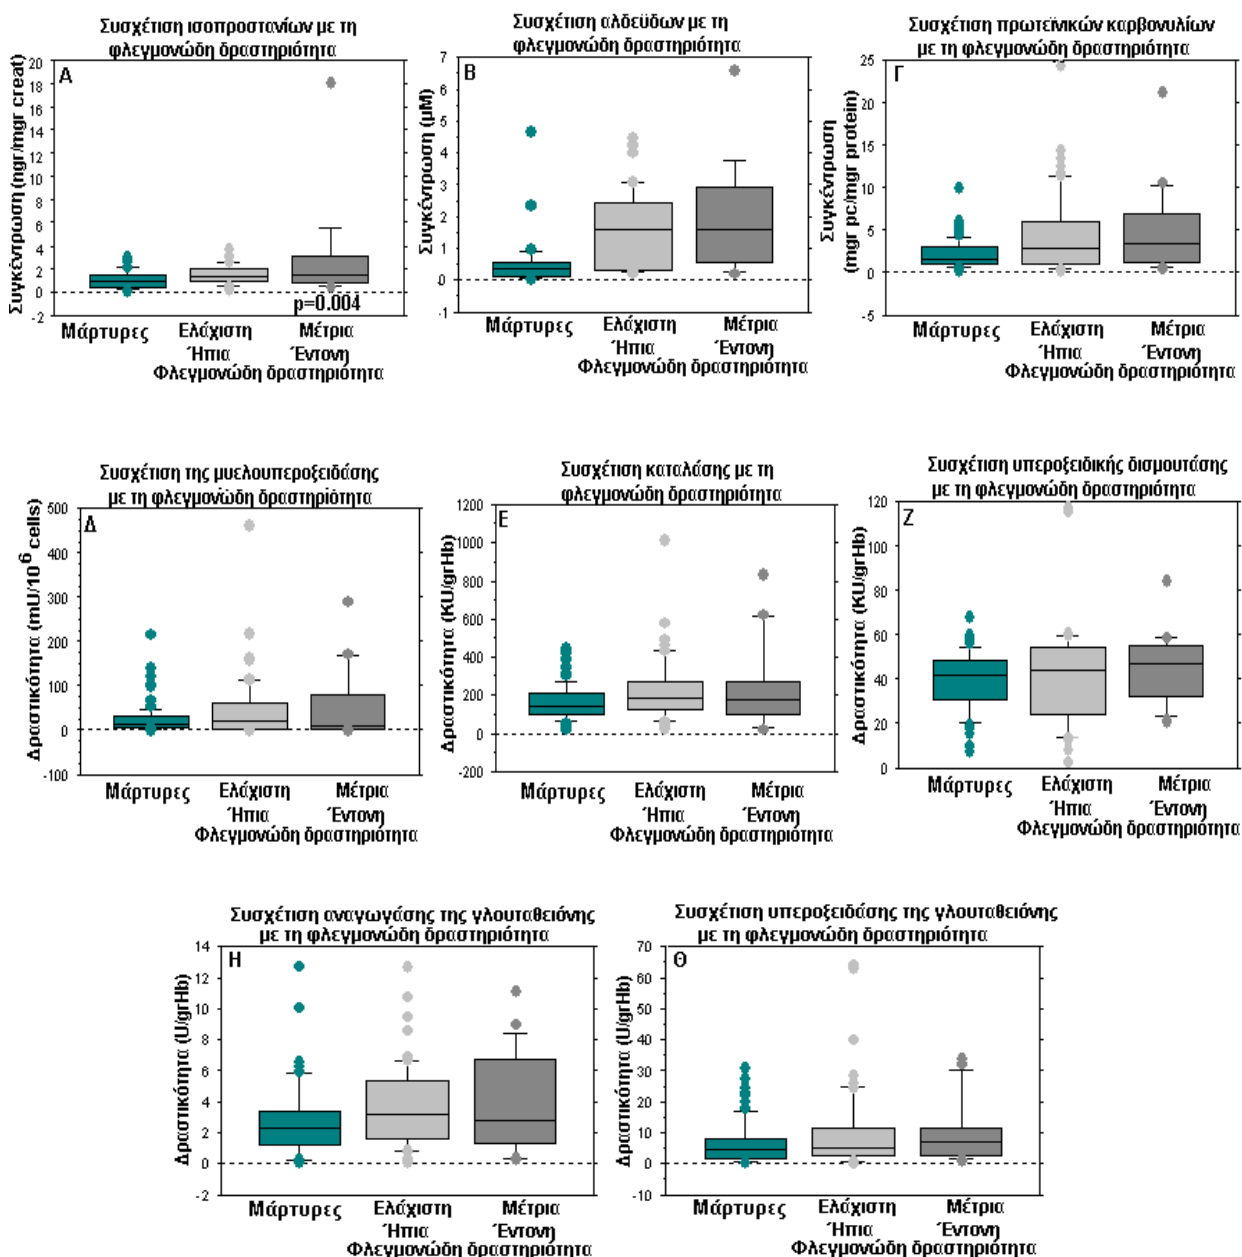 Συσχέτιση ισοπροστανίων με τη
φλεγμονώδη δραστηριότητα
Α
Συγκέντρωση (ngr/mgr creat)
20
18
16
14
12
10
8
6
4
2
0
-2
p=0.004
Μάρτυρες
Ελάχιστη
Ήπια
Μέτρια
Έντονη
Φλεγμονώδη δραστηριότητα
Συσχέτιση αλδεϋδων με τη
φλεγμονώδη δραστηριότητα
Β
Συγκέντρωση (μM)
7
6
5
4
3
2
1
0
-1
Μάρτυρες
Ελάχιστη
Ήπια
Μέτρια
Έντονη
Φλεγμονώδη δραστηριότητα
Συσχέτιση πρωτεϊνικών καρβονυλίων
με τη φλεγμονώδη δραστηριότητα
Γ
Συγκέντρωση
(mgr pc/mgr protein)
25
20
15
10
5
0
-5
Μάρτυρες
Ελάχιστη
Ήπια
Μέτρια
Έντονη
Φλεγμονώδη δραστηριότητα
Συσχέτιση της μυελουπεροξειδάσης
με τη φλεγμονώδη δραστηριότητα
Δ
Δραστικότητα (mU/10⁶ cells)
500
400
300
200
100
0
-100
Μάρτυρες
Ελάχιστη
Ήπια
Μέτρια
Έντονη
Φλεγμονώδη δραστηριότητα
Συσχέτιση καταλάσης με τη
φλεγμονώδη δραστηριότητα
Ε
Δραστικότητα (KU/grHb)
1200
1000
800
600
400
200
0
-200
Μάρτυρες
Ελάχιστη
Ήπια
Μέτρια
Έντονη
Φλεγμονώδη δραστηριότητα
Συσχέτιση υπεροξειδικής δισμουτάσης
με τη φλεγμονώδη δραστηριότητα
Ζ
Δραστικότητα (KU/grHb)
120
100
80
60
40
20
0
Μάρτυρες
Ελάχιστη
Ήπια
Μέτρια
Έντονη
Φλεγμονώδη δραστηριότητα
Συσχέτιση αναγωγάσης της γλουταθειόνης
με τη φλεγμονώδη δραστηριότητα
Η
Δραστικότητα (U/grHb)
14
12
10
8
6
4
2
0
-2
Μάρτυρες
Ελάχιστη
Ήπια
Μέτρια
Έντονη
Φλεγμονώδη δραστηριότητα
Συσχέτιση υπεροξειδάσης της γλουταθειόνης
με τη φλεγμονώδη δραστηριότητα
Θ
Δραστικότητα (U/grHb)
70
60
50
40
30
20
10
0
-10
Μάρτυρες
Ελάχιστη
Ήπια
Μέτρια
Έντονη
Φλεγμονώδη δραστηριότητα